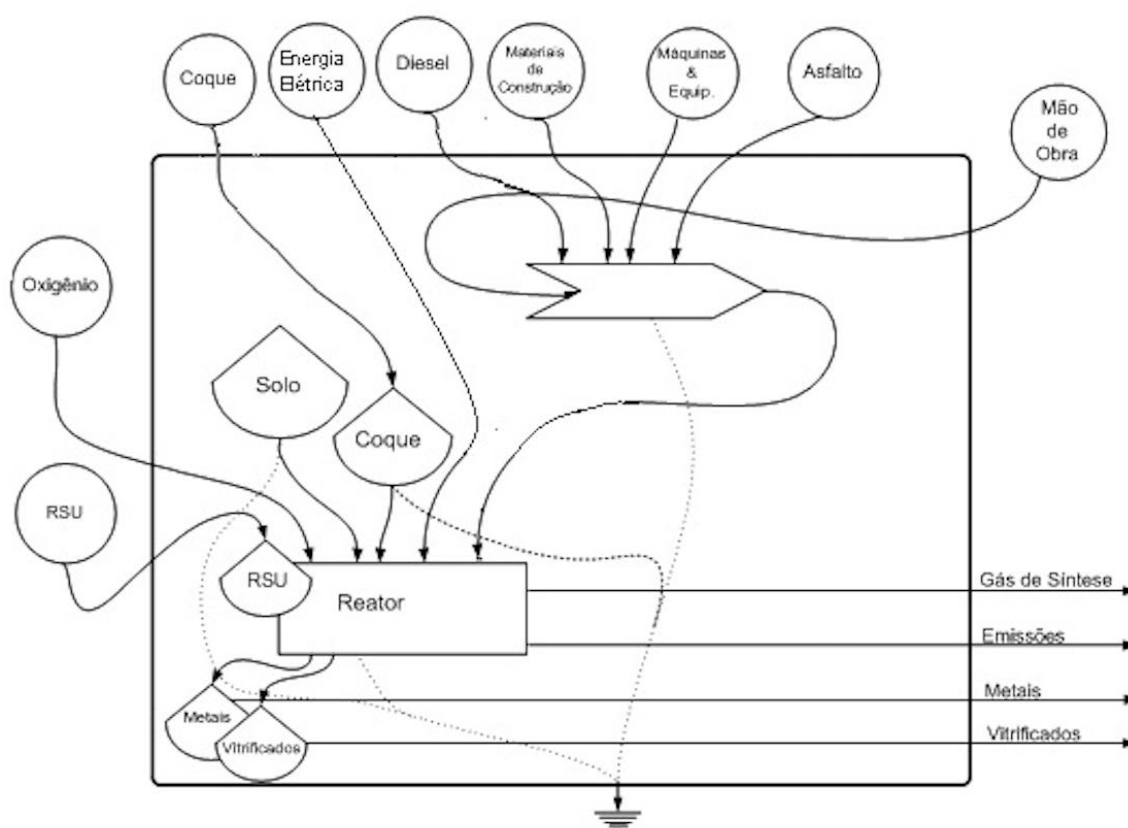 Coque
Energia
Elétrica
Diesel
Materiais
de
Construção
Máquinas
&
Equip.
Asfalto
Mão
de
Obra
Oxigênio
Solo
Coque
RSU
RSU
Reator
Gás de Síntese
Emissões
Metais
Metais
Vitrificados
Vitrificados